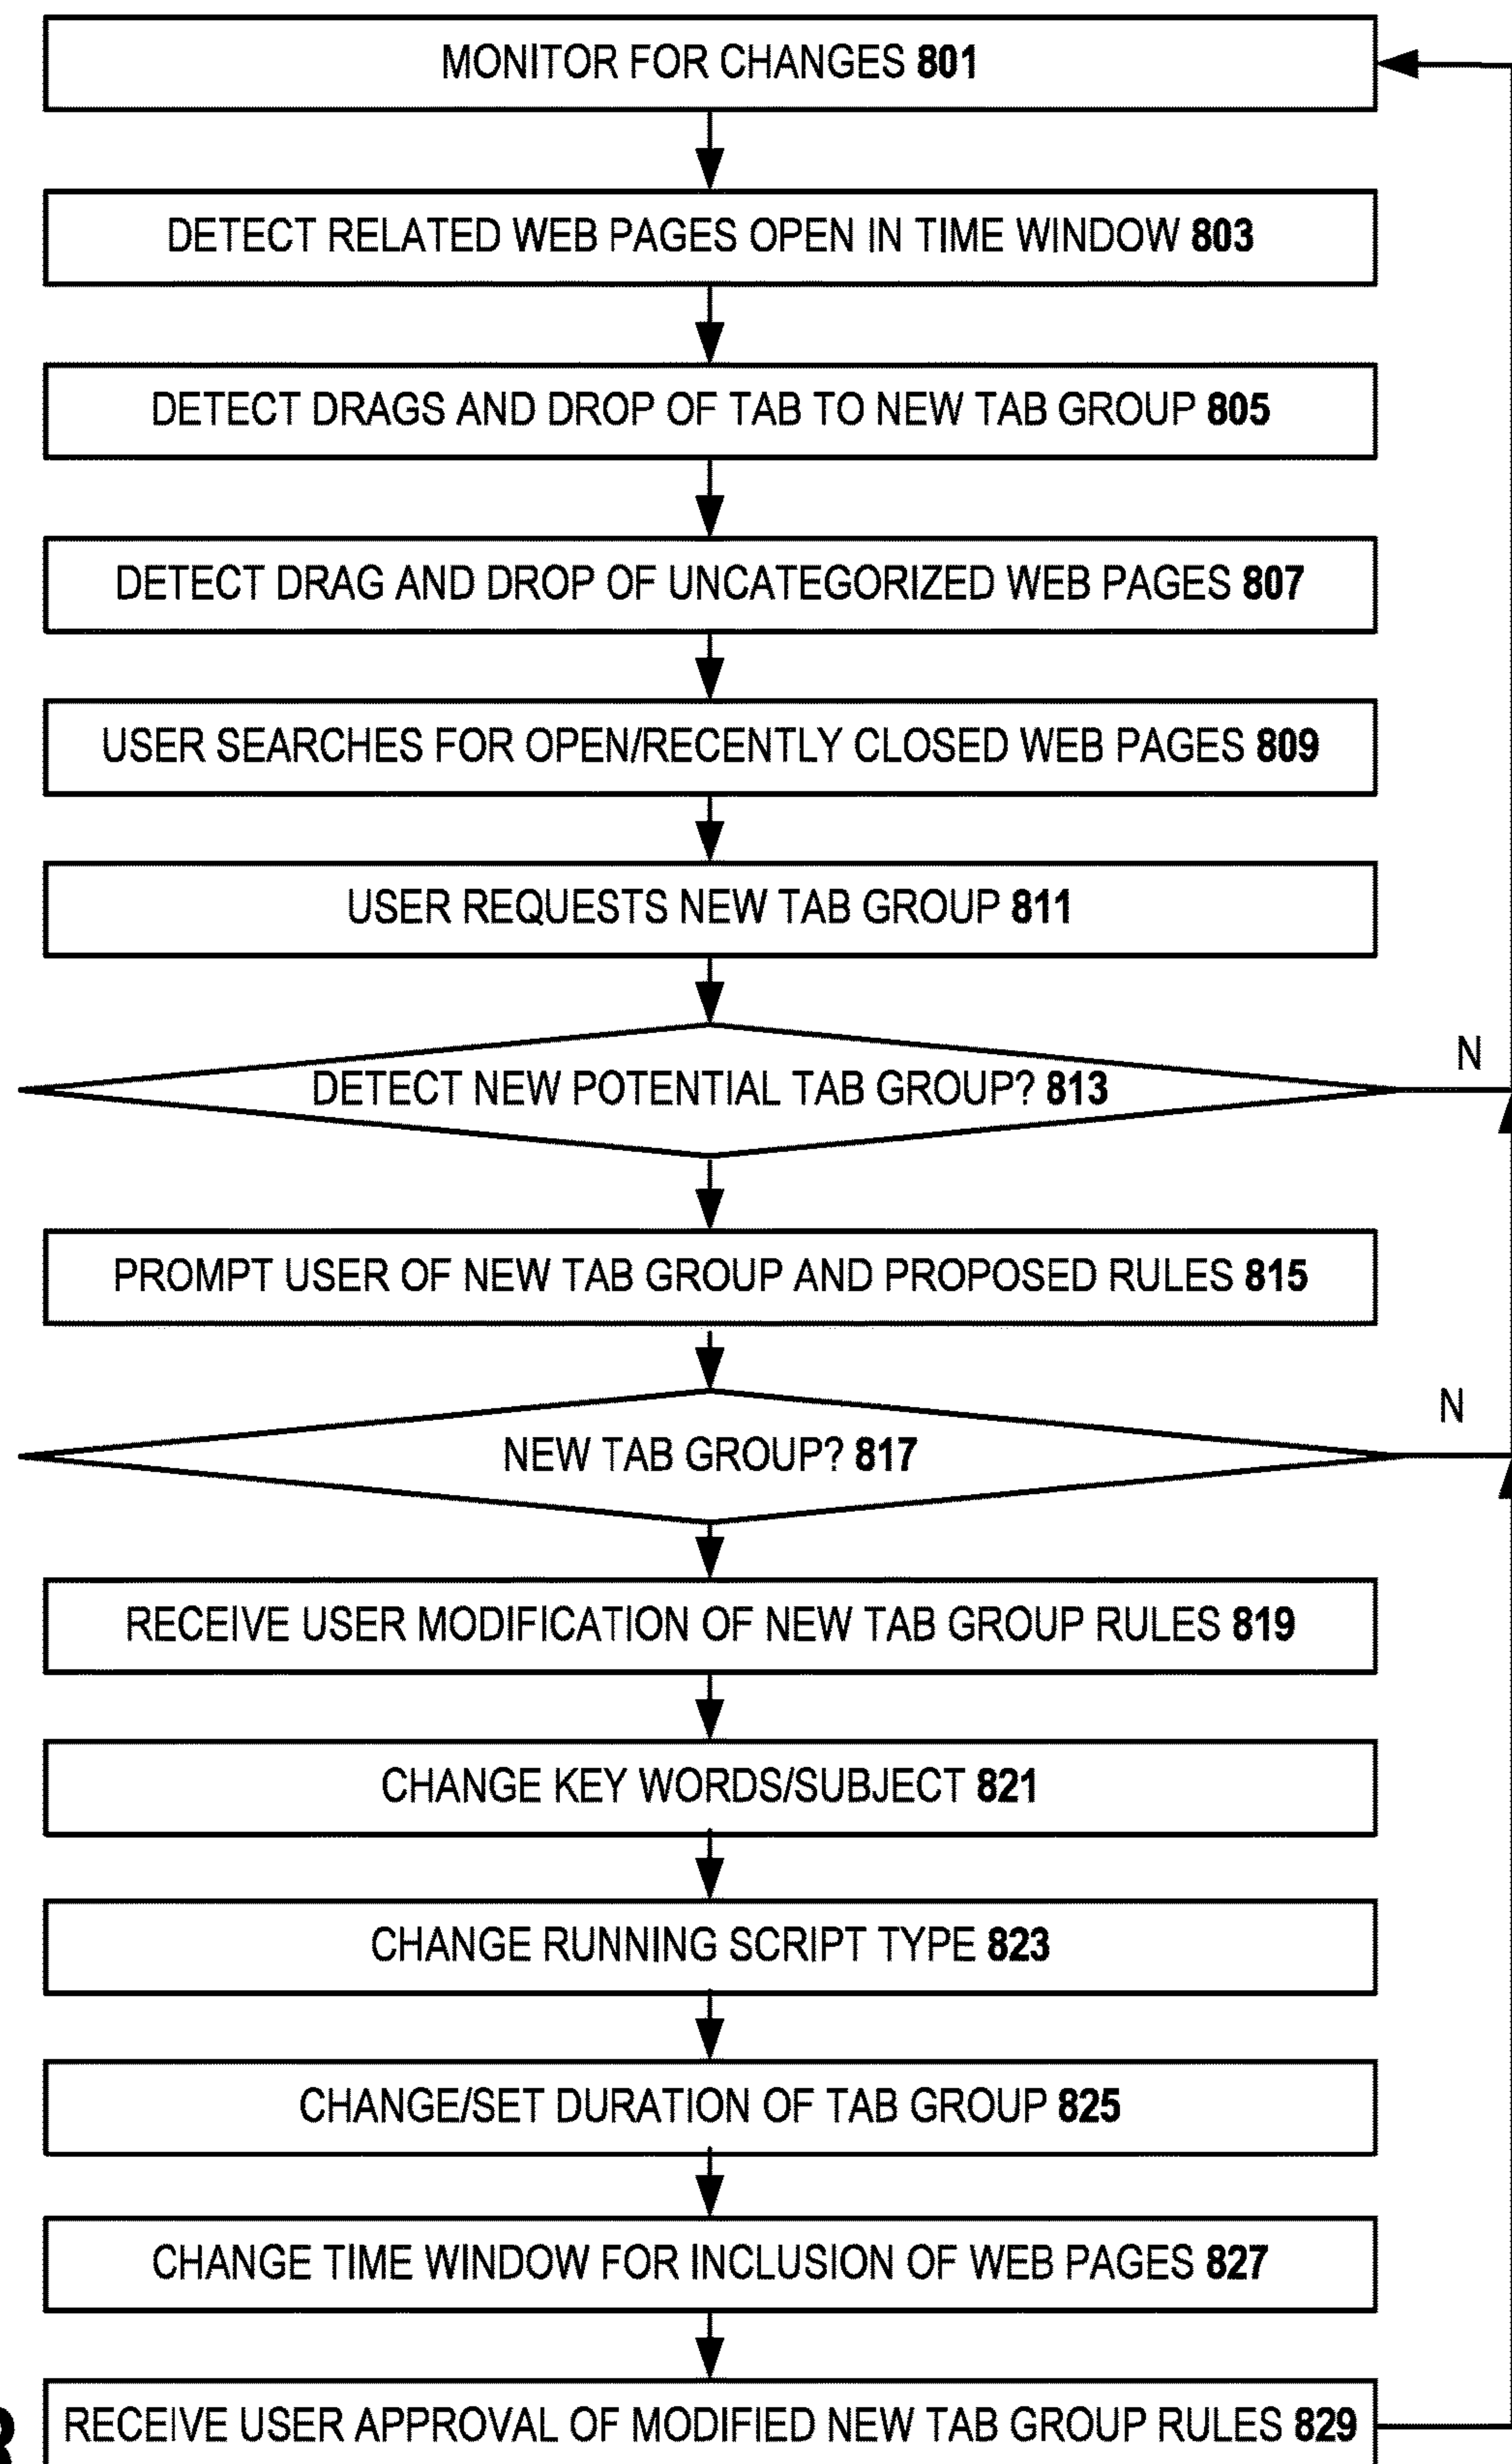 MONITOR FOR CHANGES 801
DETECT RELATED WEB PAGES OPEN IN TIME WINDOW 803
DETECT DRAGS AND DROP OF TAB TO NEW TAB GROUP 805
DETECT DRAG AND DROP OF UNCATEGORIZED WEB PAGES 807
USER SEARCHES FOR OPEN/RECENTLY CLOSED WEB PAGES 809
USER REQUESTS NEW TAB GROUP 811
N
DETECT NEW POTENTIAL TAB GROUP? 813
PROMPT USER OF NEW TAB GROUP AND PROPOSED RULES 815
N
NEW TAB GROUP? 817
RECEIVE USER MODIFICATION OF NEW TAB GROUP RULES 819
CHANGE KEY WORDS/SUBJECT 821
CHANGE RUNNING SCRIPT TYPE 823
CHANGE/SET DURATION OF TAB GROUP 825
CHANGE TIME WINDOW FOR INCLUSION OF WEB PAGES 827
RECEIVE USER APPROVAL OF MODIFIED NEW TAB GROUP RULES 829